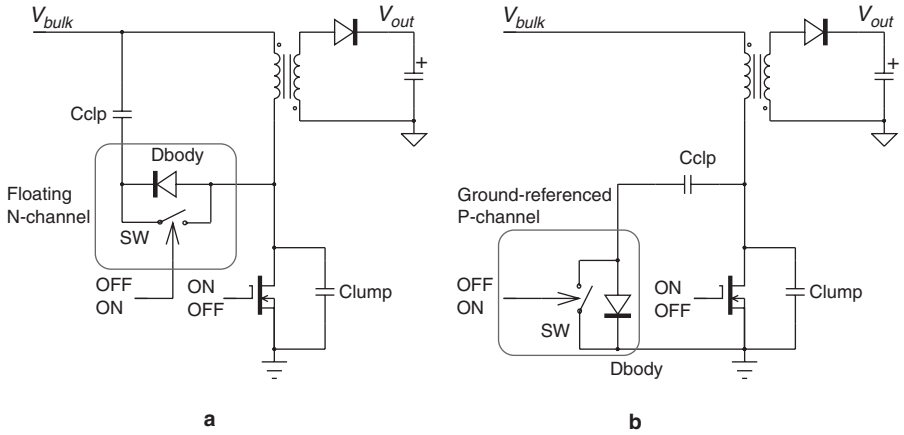 V_bulk
V_out
+
Cclp
Dbody
Floating
N-channel
SW
OFF
ON
ON
OFF
Clump
a
V_bulk
V_out
+
Cclp
Ground-referenced
P-channel
OFF
ON
SW
ON
OFF
Clump
Dbody
b